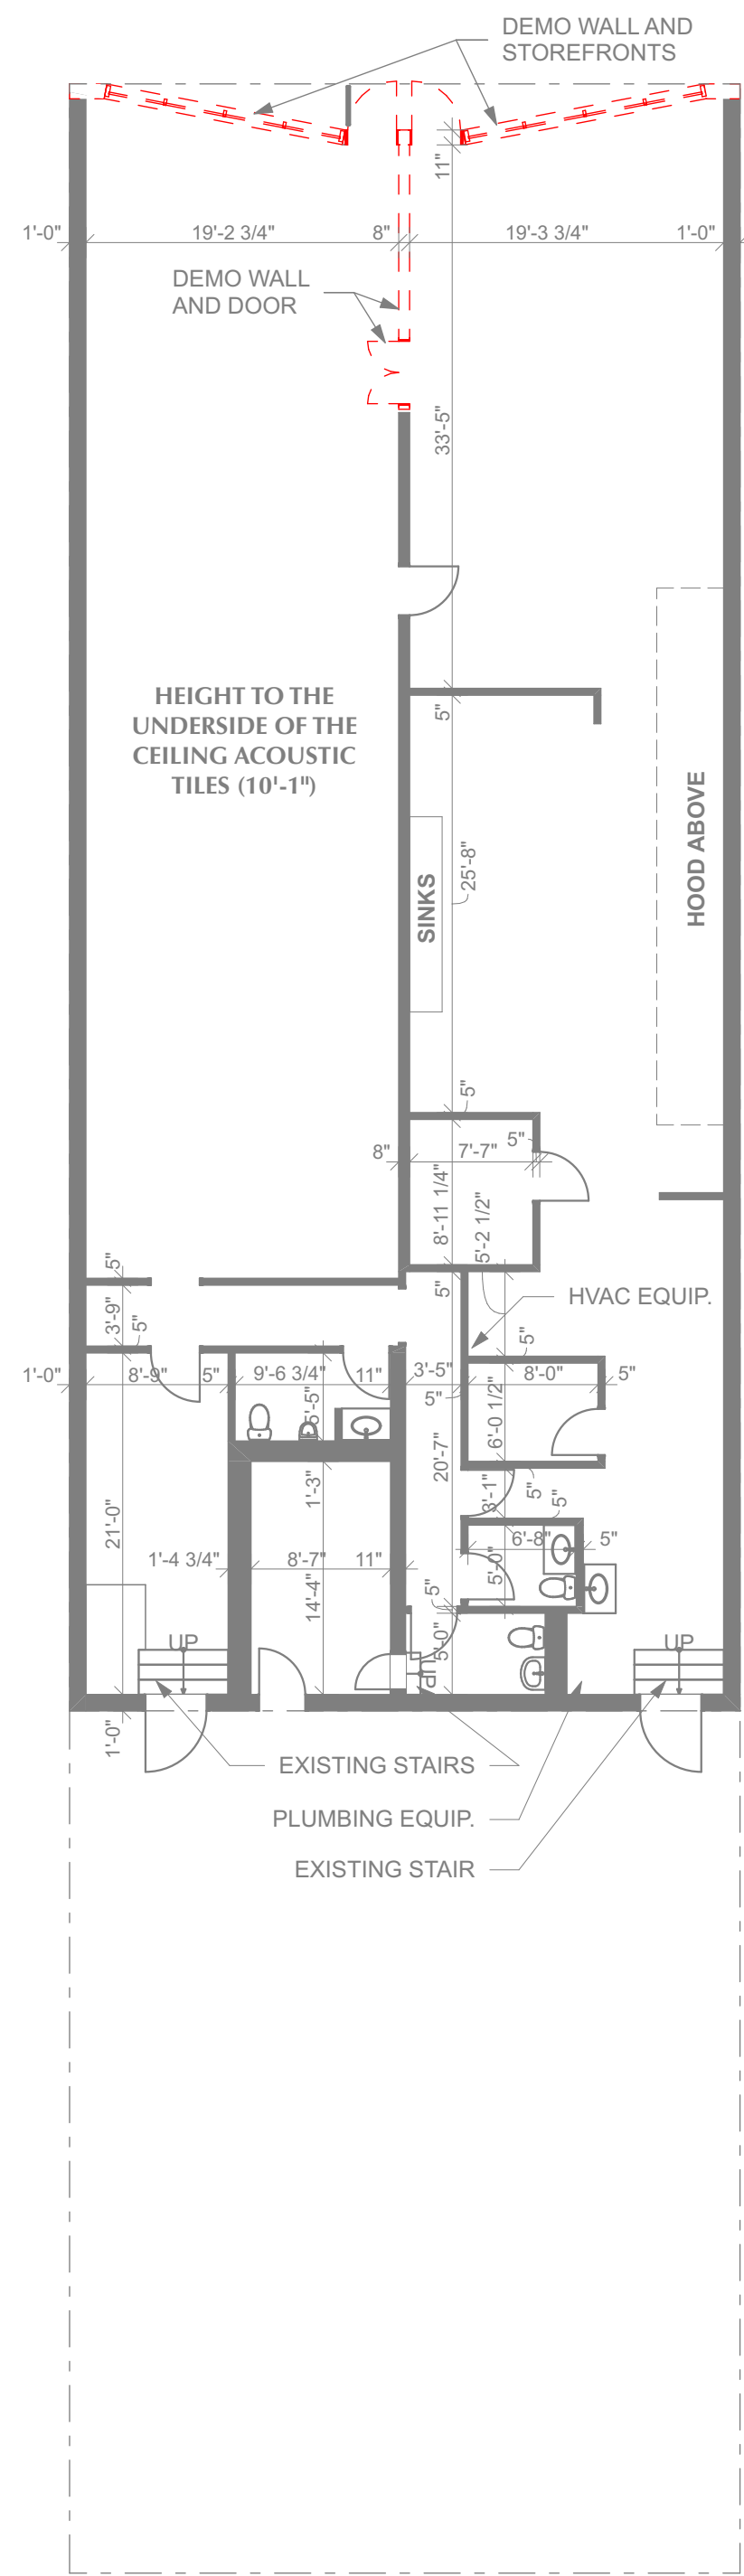 DEMO WALL AND
STOREFRONTS
11"
1'-0"
19'-2 3/4"
8"
19'-3 3/4"
1'-0"
DEMO WALL
AND DOOR
33'-5"
HEIGHT TO THE
UNDERSIDE OF THE
CEILING ACOUSTIC
TILES (10'-1")
5"
SINKS
25'-8"
HOOD ABOVE
5"
8"
7'-7"
5"
8'-11 1/4"
5'-2 1/2"
5"
3'-9"
5"
5"
HVAC EQUIP.
5"
1'-0"
8'-9"
5"
9'-6 3/4"
11"
3'-5"
5"
8'-0"
5"
5'-5"
6'-0 1/2"
20'-7"
1'-3"
3'-1"
5"
5"
21'-0"
6'-8"
5"
1'-4 3/4"
8'-7"
11"
14'-4"
5'-0"
5"
5'-0"
UP
UP
UP
1'-0"
EXISTING STAIRS
PLUMBING EQUIP.
EXISTING STAIR